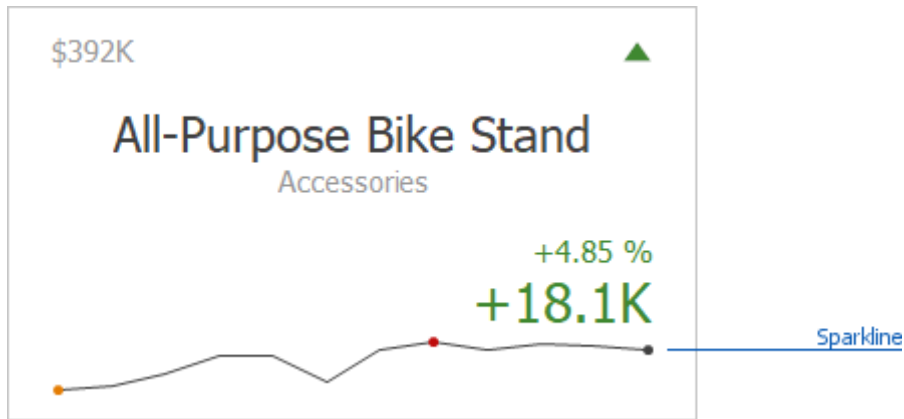 $392K
All-Purpose Bike Stand
Accessories
+4.85 %
+18.1K
Sparkline